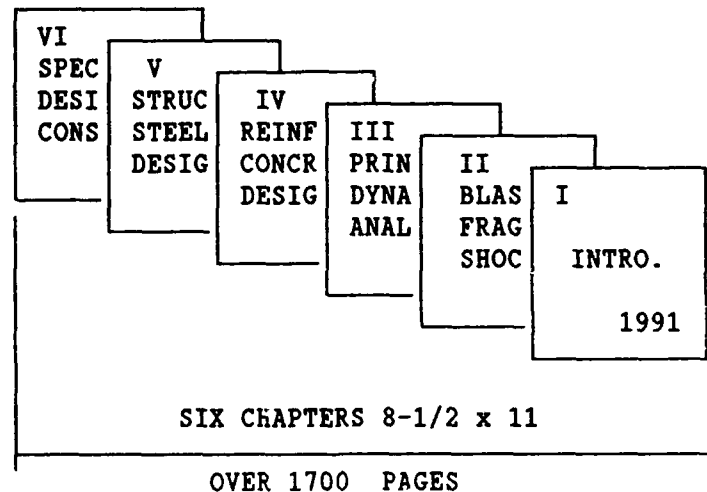 VI
SPEC
DESI
CONS
V
STRUC
STEEL
DESIG
IV
REINF
CONCR
DESIG
III
PRIN
DYNA
ANAL
II
BLAS
FRAG
SHOC
I
INTRO.
1991
SIX CHAPTERS 8-1/2 x 11
OVER 1700 PAGES